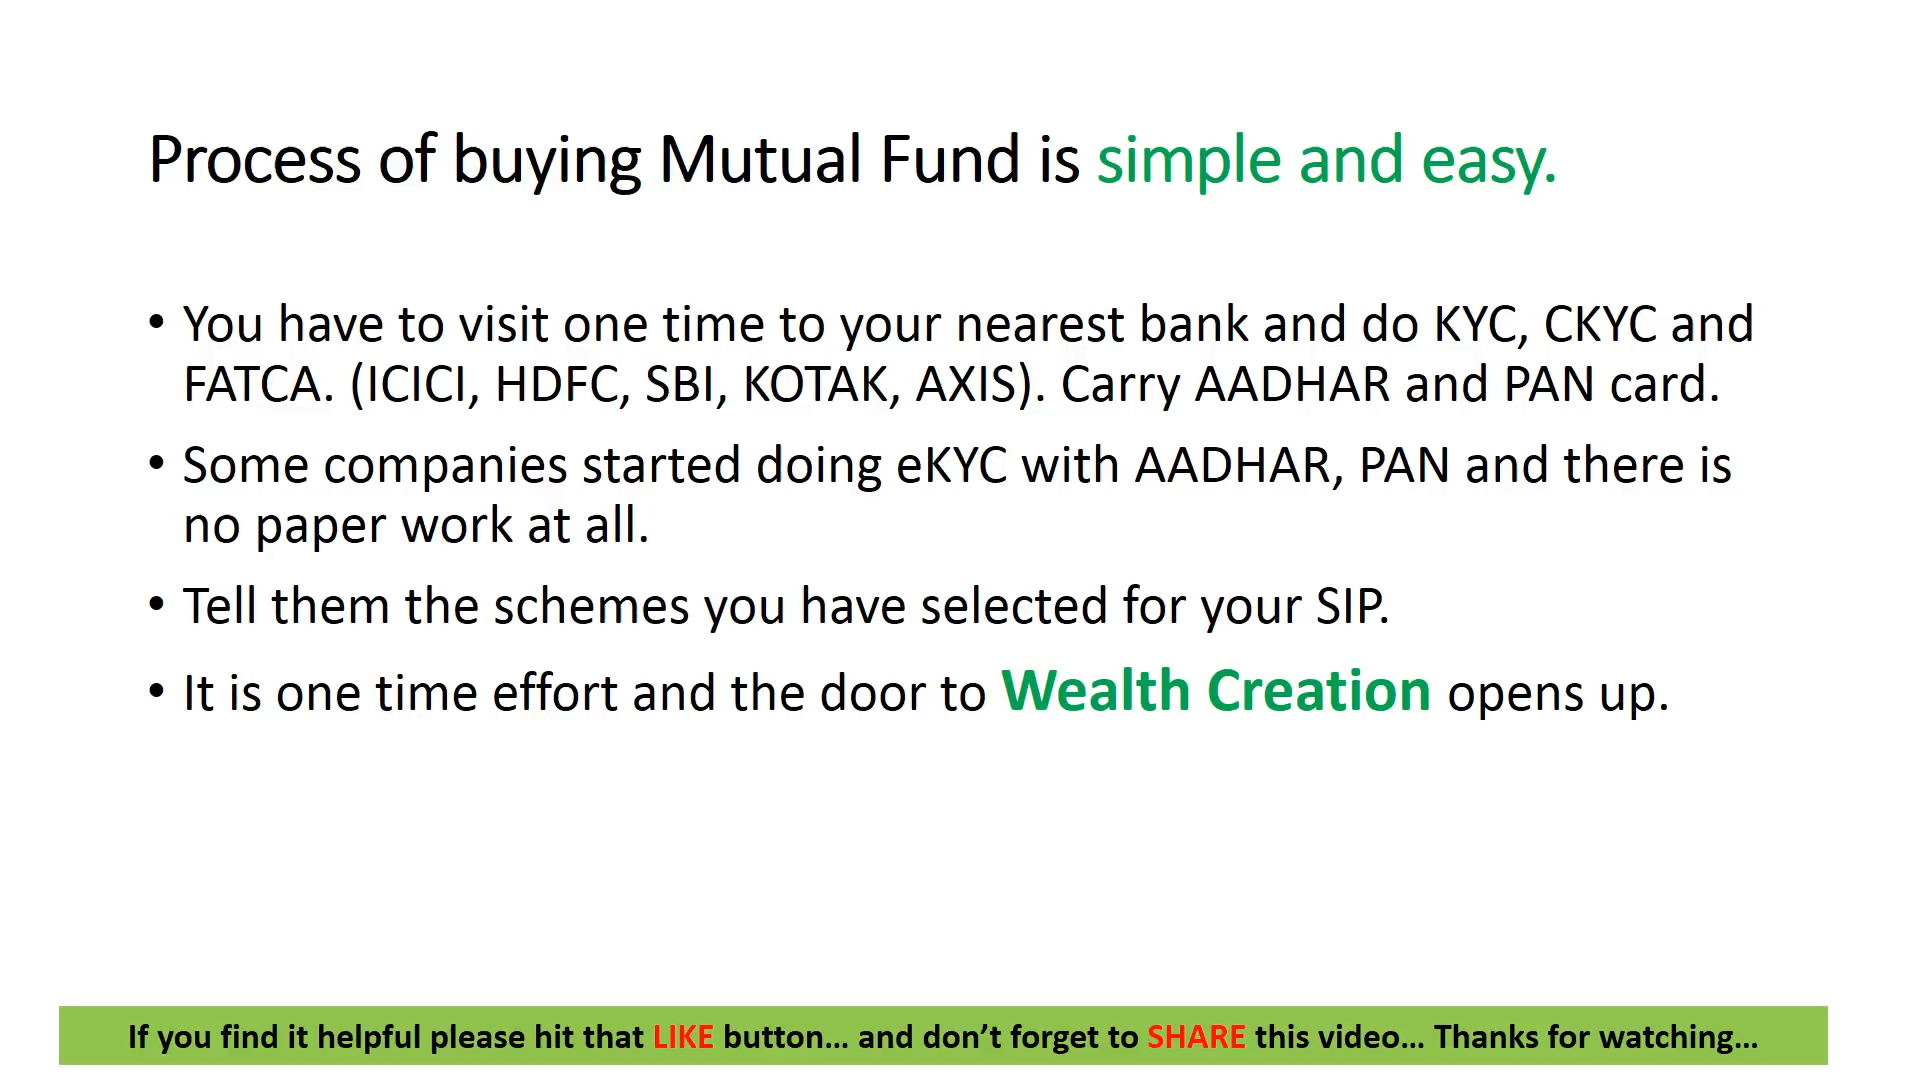 Process of buying Mutual Fund is simple and easy.
• You have to visit one time to your nearest bank and do KYC, CKYC and
FATCA. (ICICI, HDFC, SBI, KOTAK, AXIS). Carry AADHAR and PAN card.
• Some companies started doing eKYC with AADHAR, PAN and there is
no paper work at all.
• Tell them the schemes you have selected for your SIP.
• It is one time effort and the door to Wealth Creation opens up.
If you find it helpful please hit that LIKE button… and don’t forget to SHARE this video… Thanks for watching…